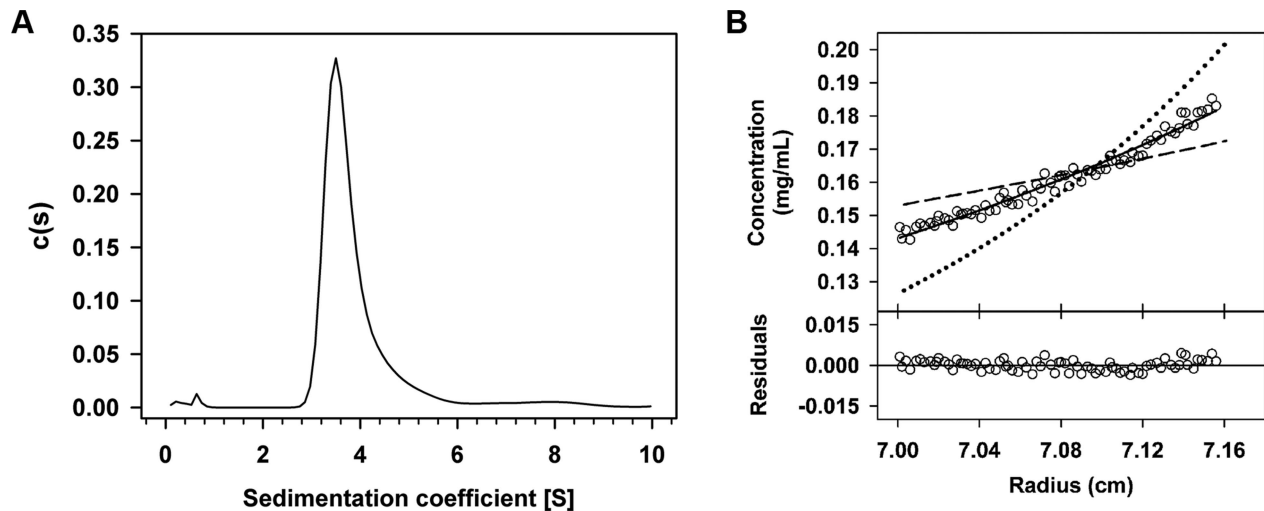 A
0.35
0.30
0.25
0.20
0.15
0.10
0.05
0.00
c(s)
0 2 4 6 8 10
Sedimentation coefficient [S]
B
0.20
0.19
0.18
0.17
0.16
0.15
0.14
0.13
Concentration
(mg/mL)
0.015
0.000
-0.015
Residuals
7.00 7.04 7.08 7.12 7.16
Radius (cm)